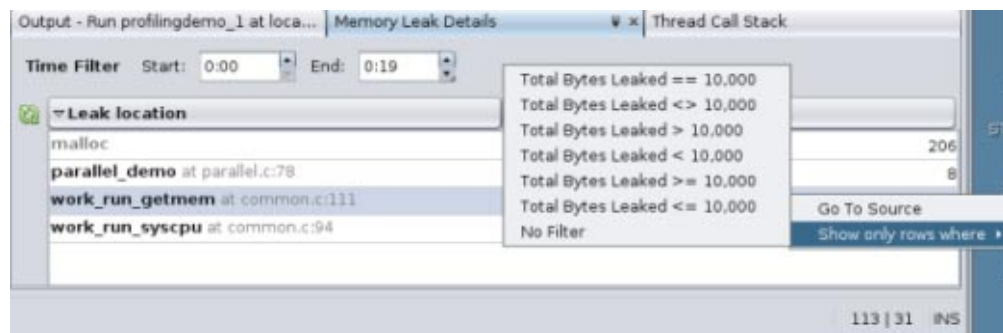 Output - Run profilingdemo_1 at loca... Memory Leak Details Thread Call Stack
Time Filter Start: 0:00 End: 0:19
Leak location
malloc 206
parallel_demo at parallel.c:78 8
work_run_getmem at common.c:111
work_run_syscpu at common.c:94
Total Bytes Leaked == 10,000
Total Bytes Leaked <> 10,000
Total Bytes Leaked > 10,000
Total Bytes Leaked < 10,000
Total Bytes Leaked >= 10,000
Total Bytes Leaked <= 10,000
No Filter
Go To Source
Show only rows where
113 | 31 INS